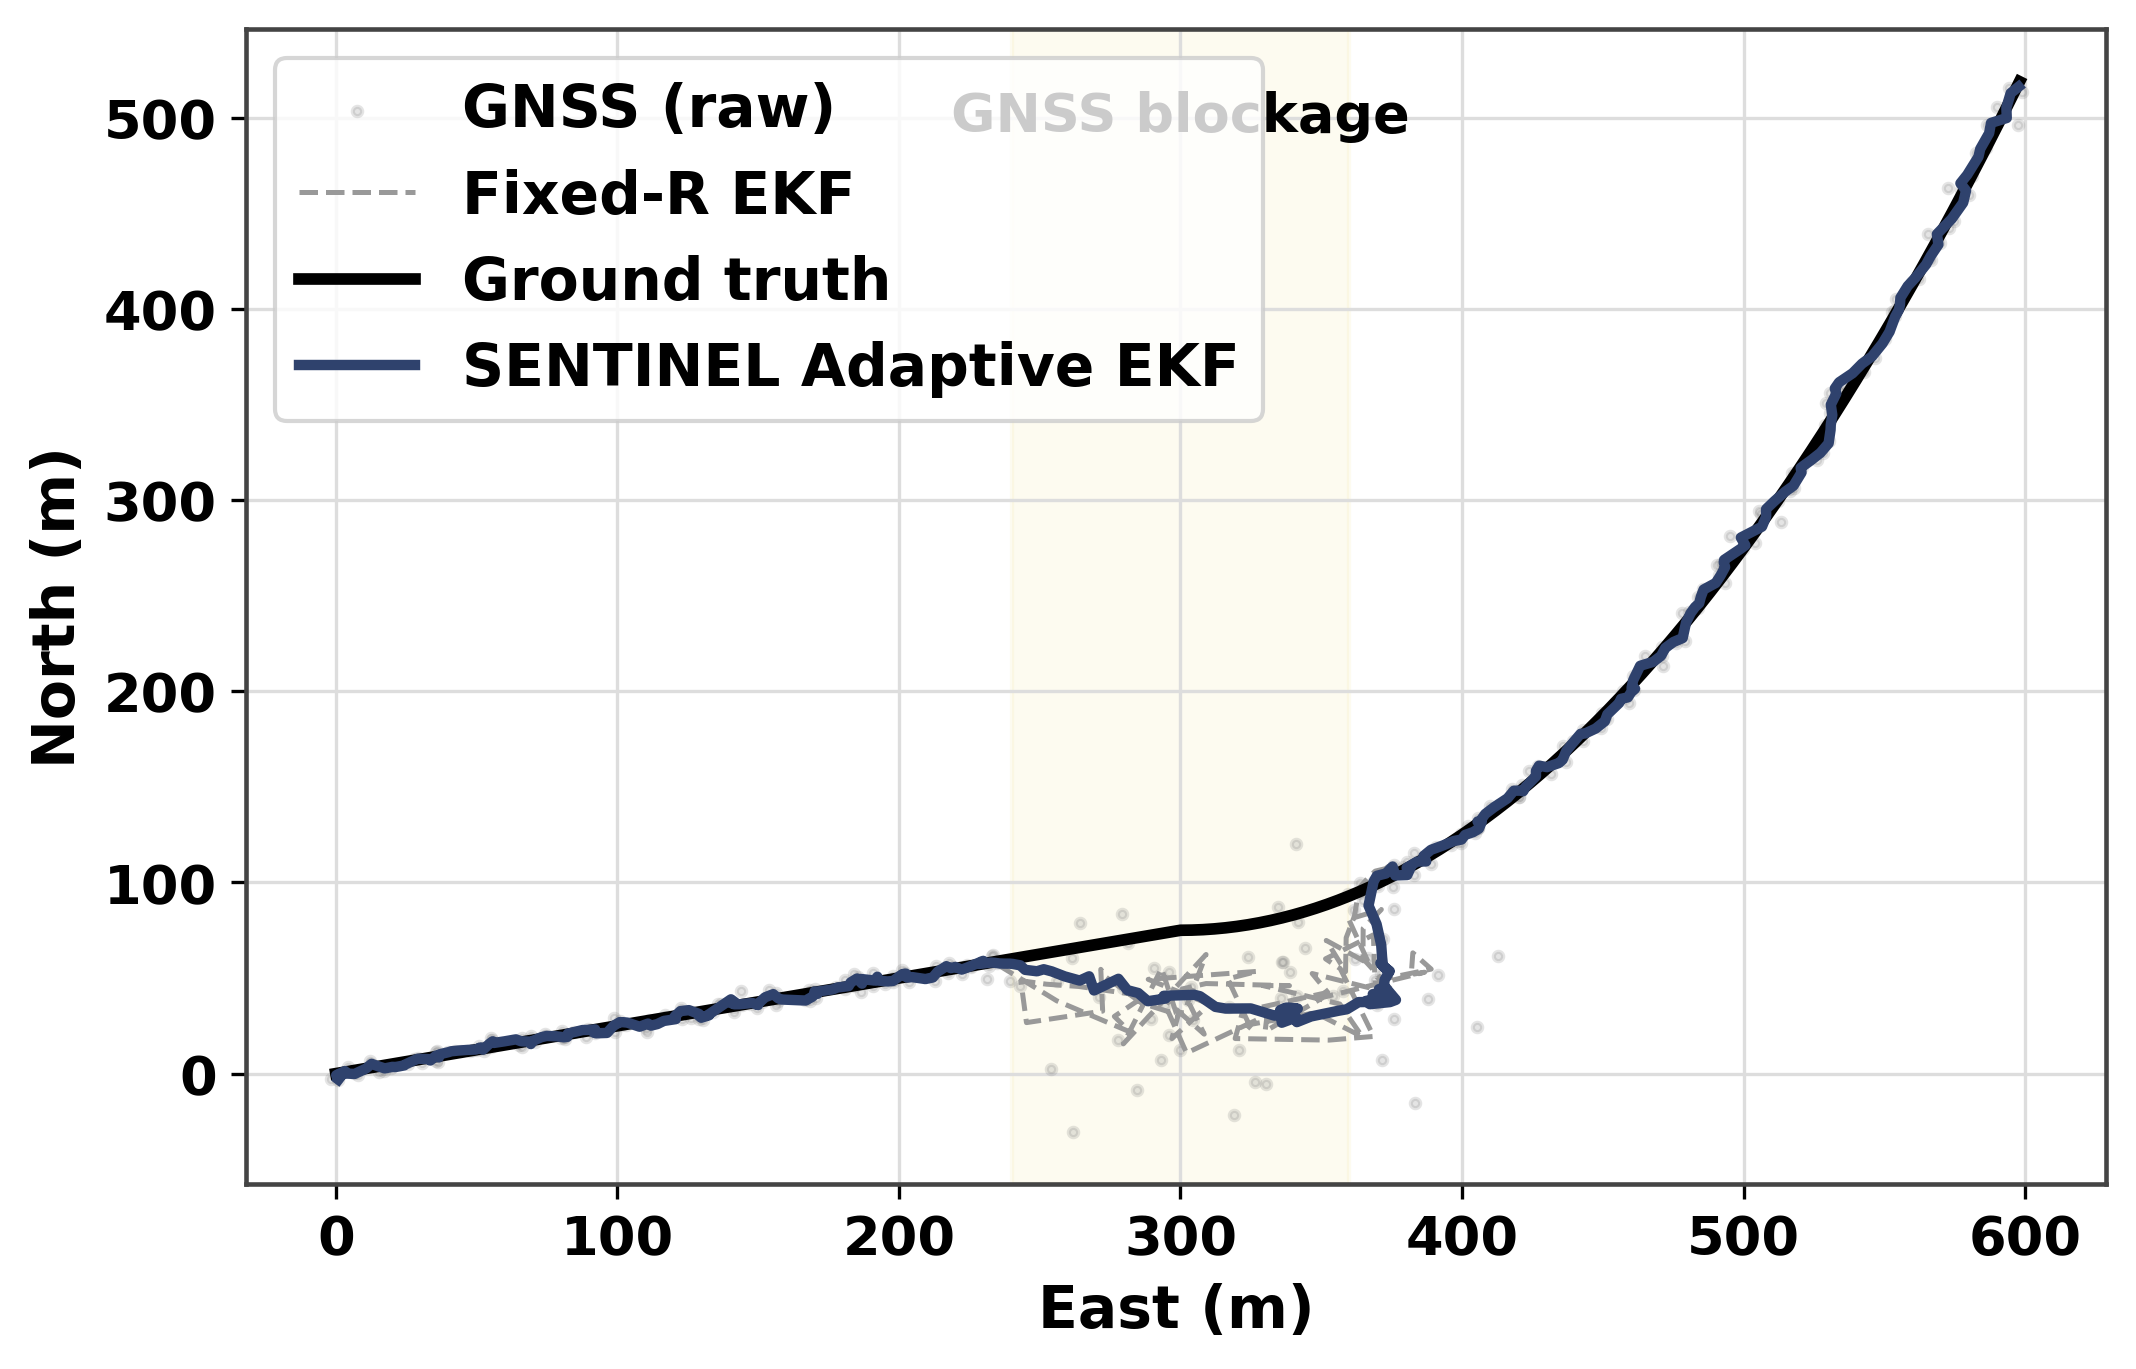 GNSS (raw)
GNSS blockage
Fixed-R EKF
Ground truth
SENTINEL Adaptive EKF
500
400
300
200
100
0
North (m)
0 100 200 300 400 500 600
East (m)